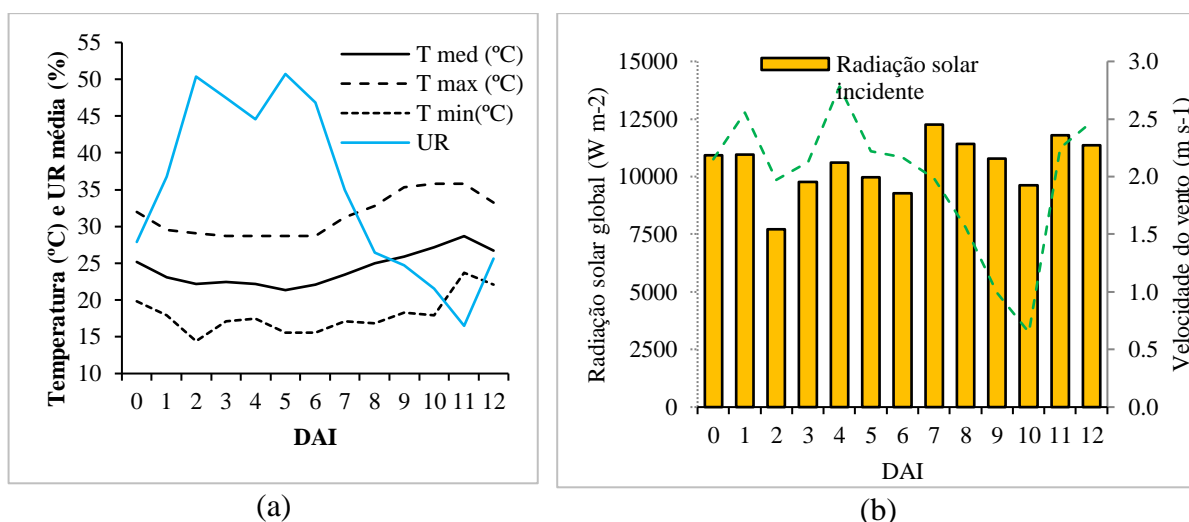 Temperatura (ºC) e UR média (%)
55
50
45
40
35
30
25
20
15
10
T med (ºC)
T max (ºC)
T min(ºC)
UR
0 1 2 3 4 5 6 7 8 9 10 11 12
DAI
(a)
Radiação solar global (W m-2)
15000
12500
10000
7500
5000
2500
0
Radiação solar
incidente
3.0
2.5
2.0
1.5
1.0
0.5
0.0
Velocidade do vento (m s-1)
0 1 2 3 4 5 6 7 8 9 10 11 12
DAI
(b)